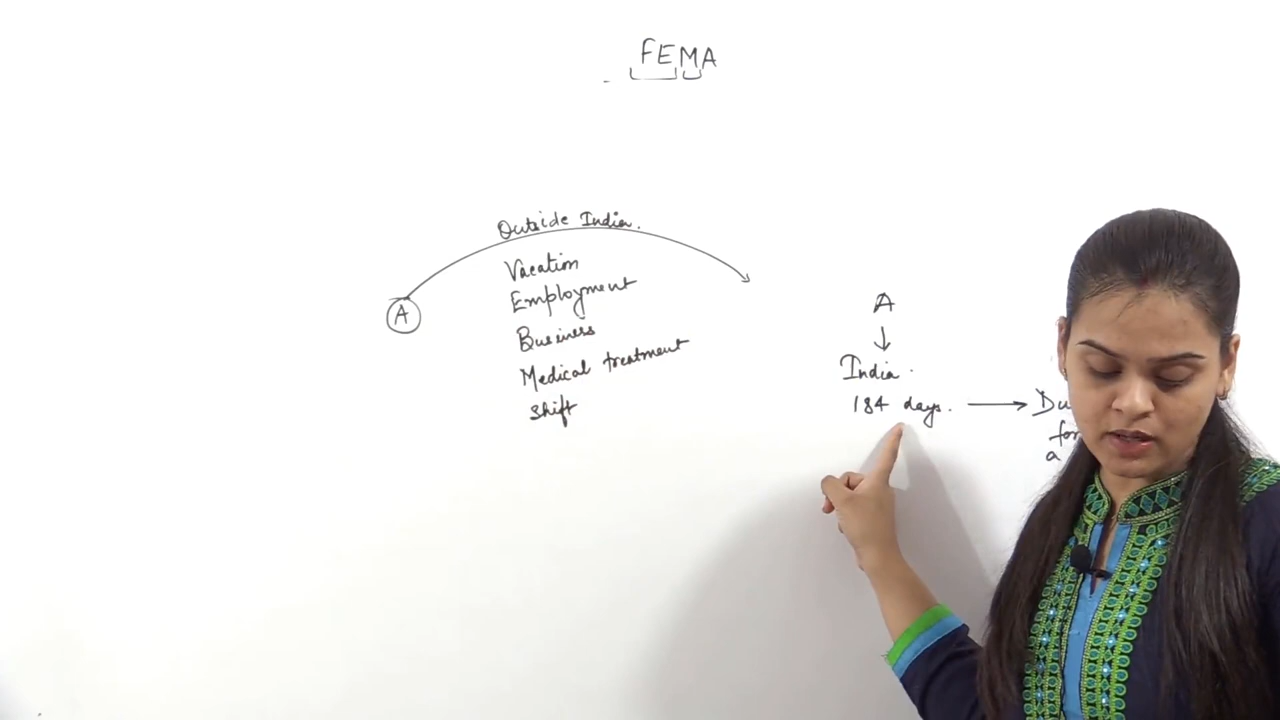 FEMA
Outside India.
Vacation
Employment
Business
Medical treatment
Shift
A
A
↓
India.
184 days. →
a